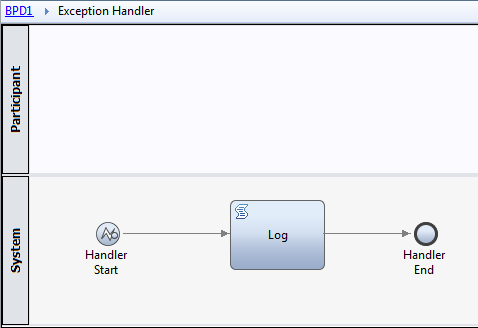 BPD1 Exception Handler
Participant
System
Log
Handler
Start
Handler
End